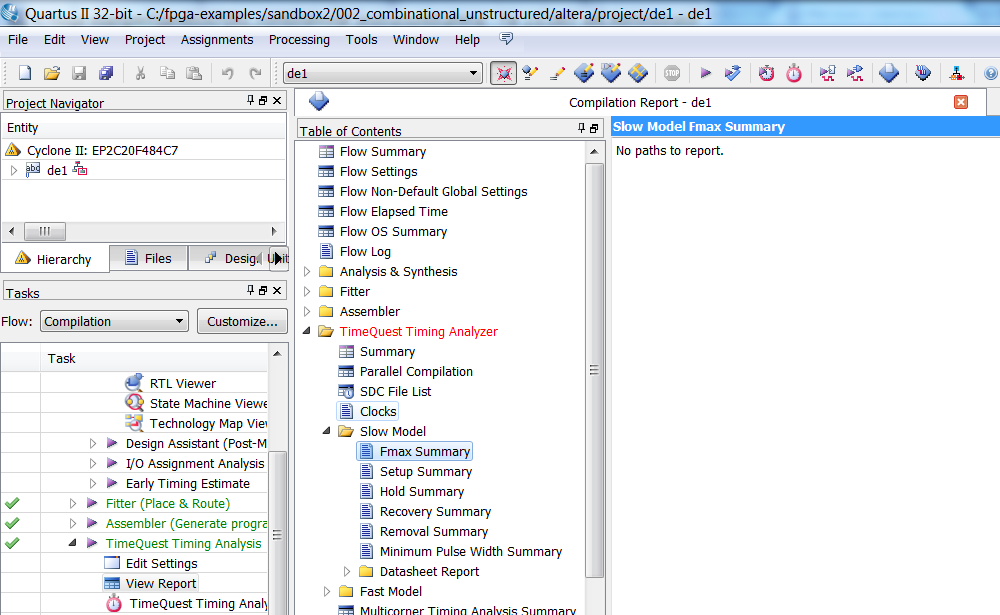 Quartus II 32-bit - C:/fpga-examples/sandbox2/002_combinational_unstructured/altera/project/de1 - de1
File Edit View Project Assignments Processing Tools Window Help
de1
STOP
Project Navigator
Entity
Cyclone II: EP2C20F484C7
abd de1
Hierarchy Files Design Unit
Tasks
Flow: Compilation Customize...
Task
RTL Viewer
State Machine Viewe
Technology Map View
Design Assistant (Post-M
I/O Assignment Analysis
Early Timing Estimate
Fitter (Place & Route)
Assembler (Generate progra
TimeQuest Timing Analysis
Edit Settings
View Report
TimeQuest Timing Analy
Compilation Report - de1
Table of Contents
Flow Summary
Flow Settings
Flow Non-Default Global Settings
Flow Elapsed Time
Flow OS Summary
Flow Log
Analysis & Synthesis
Fitter
Assembler
TimeQuest Timing Analyzer
Summary
Parallel Compilation
SDC File List
Clocks
Slow Model
Fmax Summary
Setup Summary
Hold Summary
Recovery Summary
Removal Summary
Minimum Pulse Width Summary
Datasheet Report
Fast Model
Multicorner Timing Analysis Summary
Slow Model Fmax Summary
No paths to report.